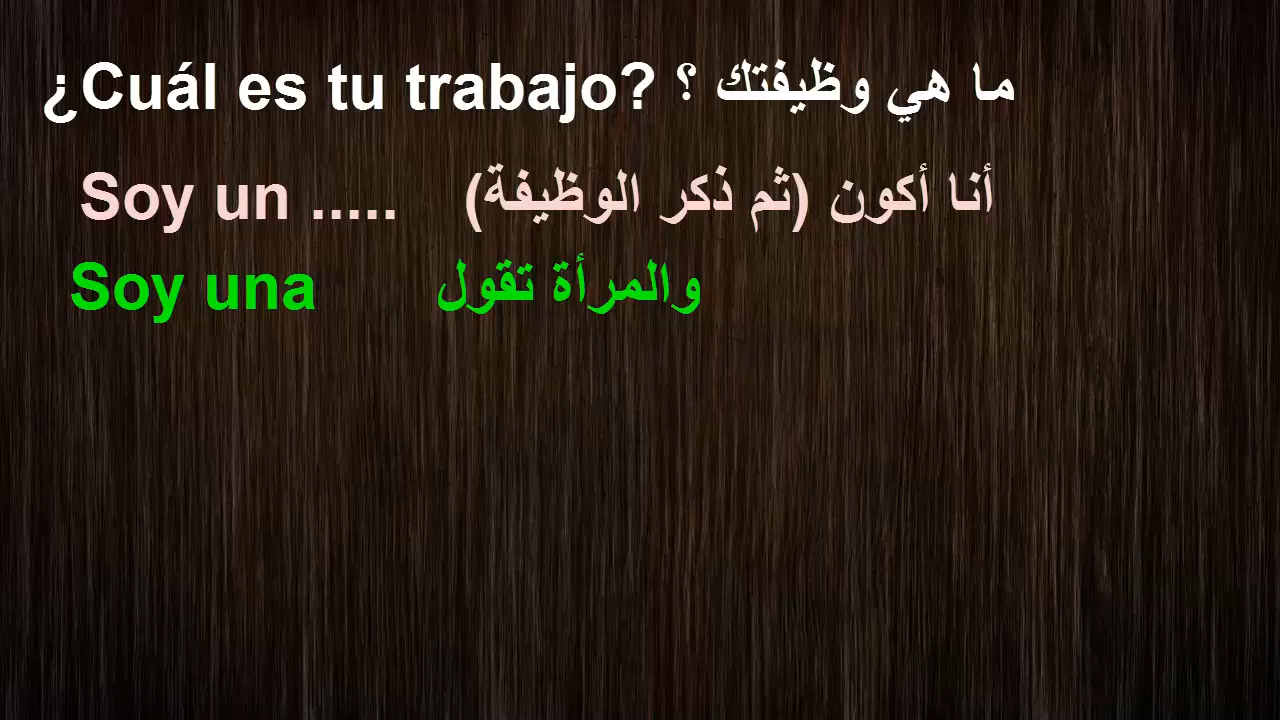 ¿Cuál es tu trabajo? ما هي وظيفتك ؟
Soy un ..... أنا أكون (ثم ذكر الوظيفة)
Soy una والمرأة تقول